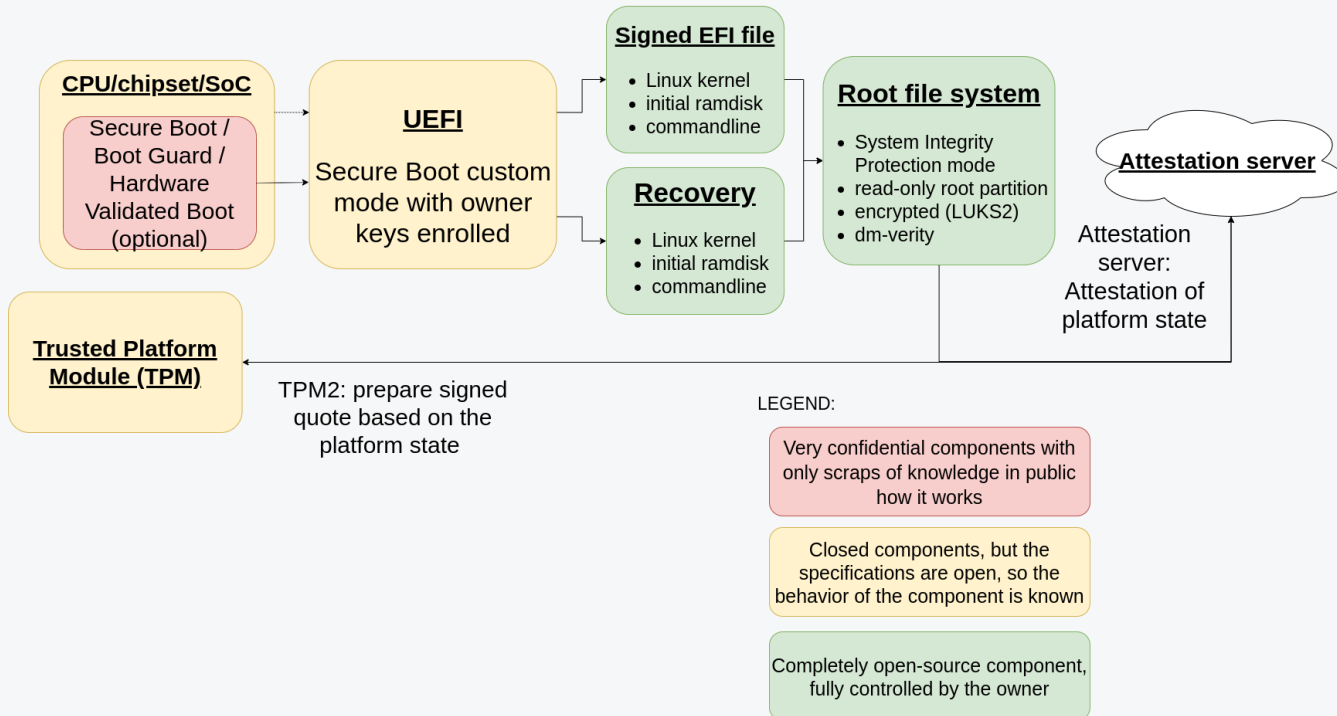 CPU/chipset/SoC
Secure Boot /
Boot Guard /
Hardware
Validated Boot
(optional)
UEFI
Secure Boot custom
mode with owner
keys enrolled
Signed EFI file
• Linux kernel
• initial ramdisk
• commandline
Recovery
• Linux kernel
• initial ramdisk
• commandline
Root file system
• System Integrity
Protection mode
• read-only root partition
• encrypted (LUKS2)
• dm-verity
Attestation server
Attestation
server:
Attestation of
platform state
Trusted Platform
Module (TPM)
TPM2: prepare signed
quote based on the
platform state
LEGEND:
Very confidential components with
only scraps of knowledge in public
how it works
Closed components, but the
specifications are open, so the
behavior of the component is known
Completely open-source component,
fully controlled by the owner